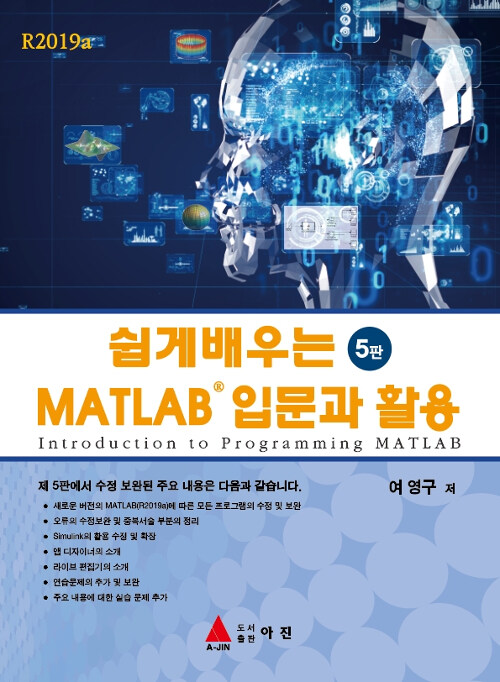 R2019a
쉽게배우는 5판
MATLAB® 입문과 활용
Introduction to Programming MATLAB
제 5판에서 수정 보완된 주요 내용은 다음과 같습니다.
여영구 저
• 새로운 버전의 MATLAB(R2019a)에 따른 모든 프로그램의 수정 및 보완
• 오류의 수정보완 및 중복서술 부분의 정리
• Simulink의 활용 수정 및 확장
• 앱 디자이너의 소개
• 라이브 편집기의 소개
• 연습문제의 추가 및 보완
• 주요 내용에 대한 실습 문제 추가
A-JIN
도서출판 아진